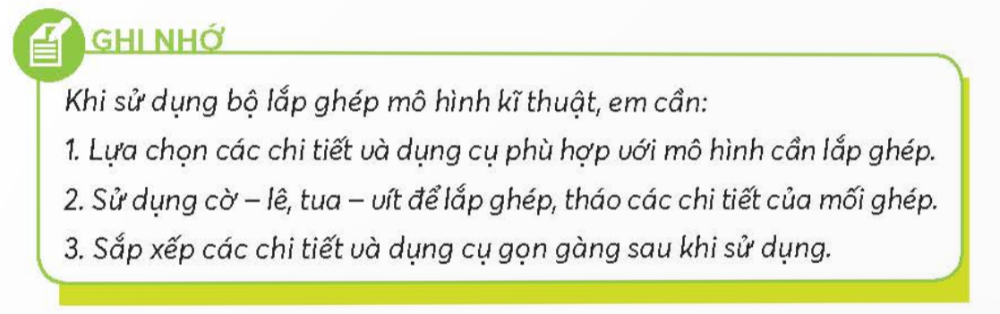 GHI NHỚ
Khi sử dụng bộ lắp ghép mô hình kĩ thuật, em cần:
1. Lựa chọn các chi tiết và dụng cụ phù hợp với mô hình cần lắp ghép.
2. Sử dụng cờ – lê, tua – vít để lắp ghép, tháo các chi tiết của mối ghép.
3. Sắp xếp các chi tiết và dụng cụ gọn gàng sau khi sử dụng.